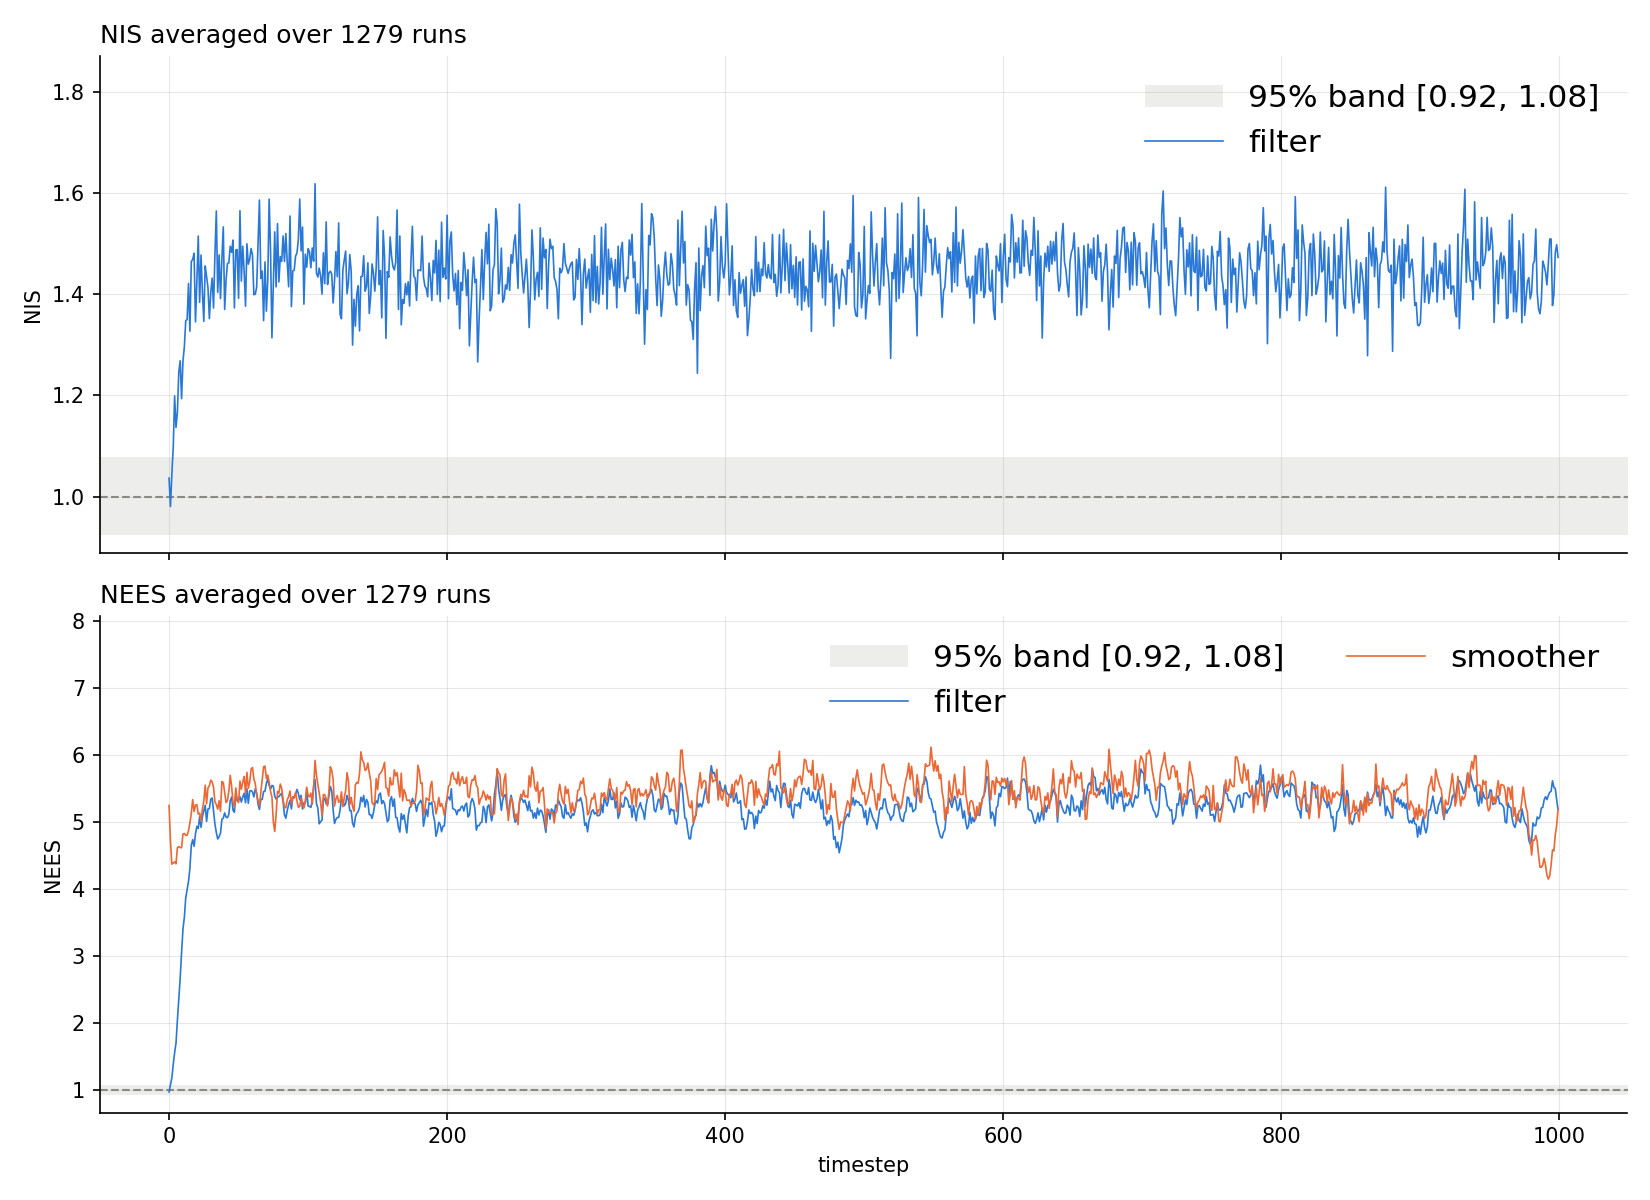 NIS averaged over 1279 runs
95% band [0.92, 1.08]
filter
1.8
1.6
1.4
1.2
1.0
NIS
NEES averaged over 1279 runs
95% band [0.92, 1.08]
smoother
filter
8
7
6
5
4
3
2
1
NEES
0
200
400
600
800
1000
timestep